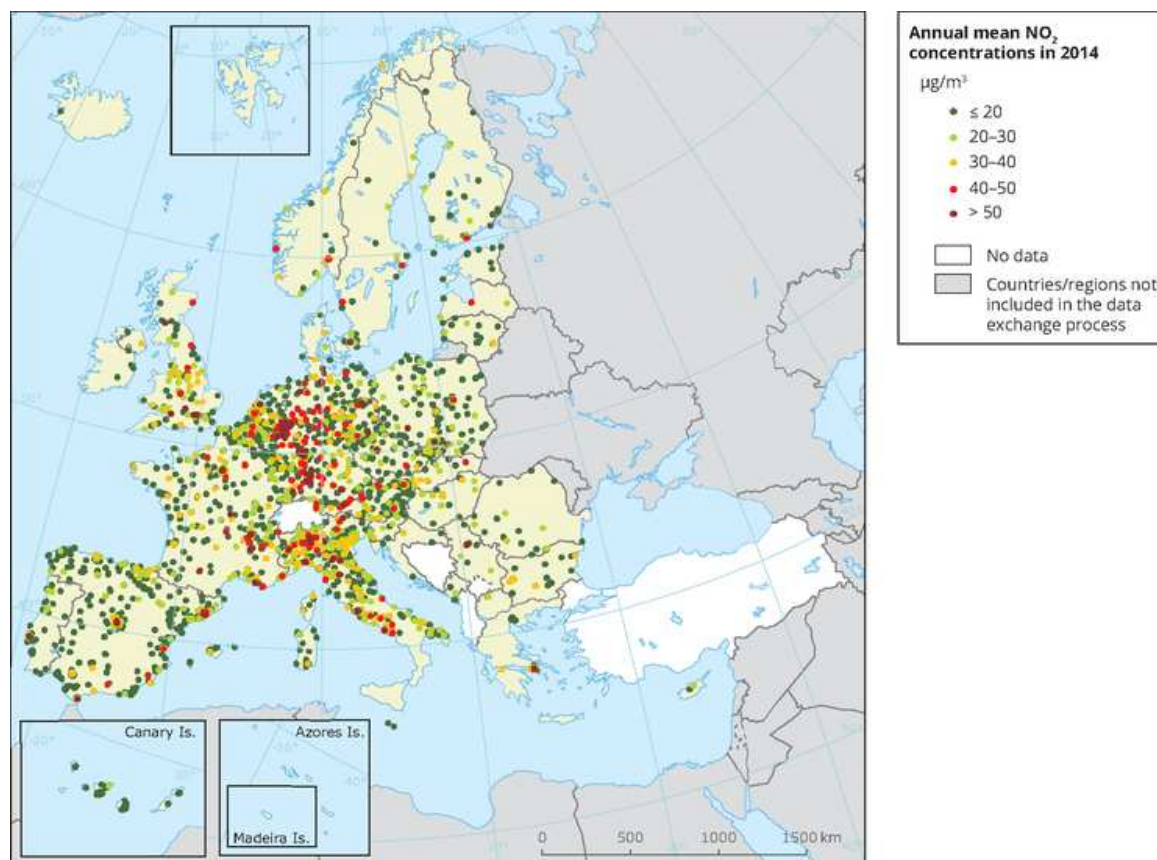 Annual mean NO₂
concentrations in 2014
µg/m³
≤ 20
20–30
30–40
40–50
> 50
No data
Countries/regions not
included in the data
exchange process
Canary Is.
Azores Is.
Madeira Is.
0 500 1000 1500 km